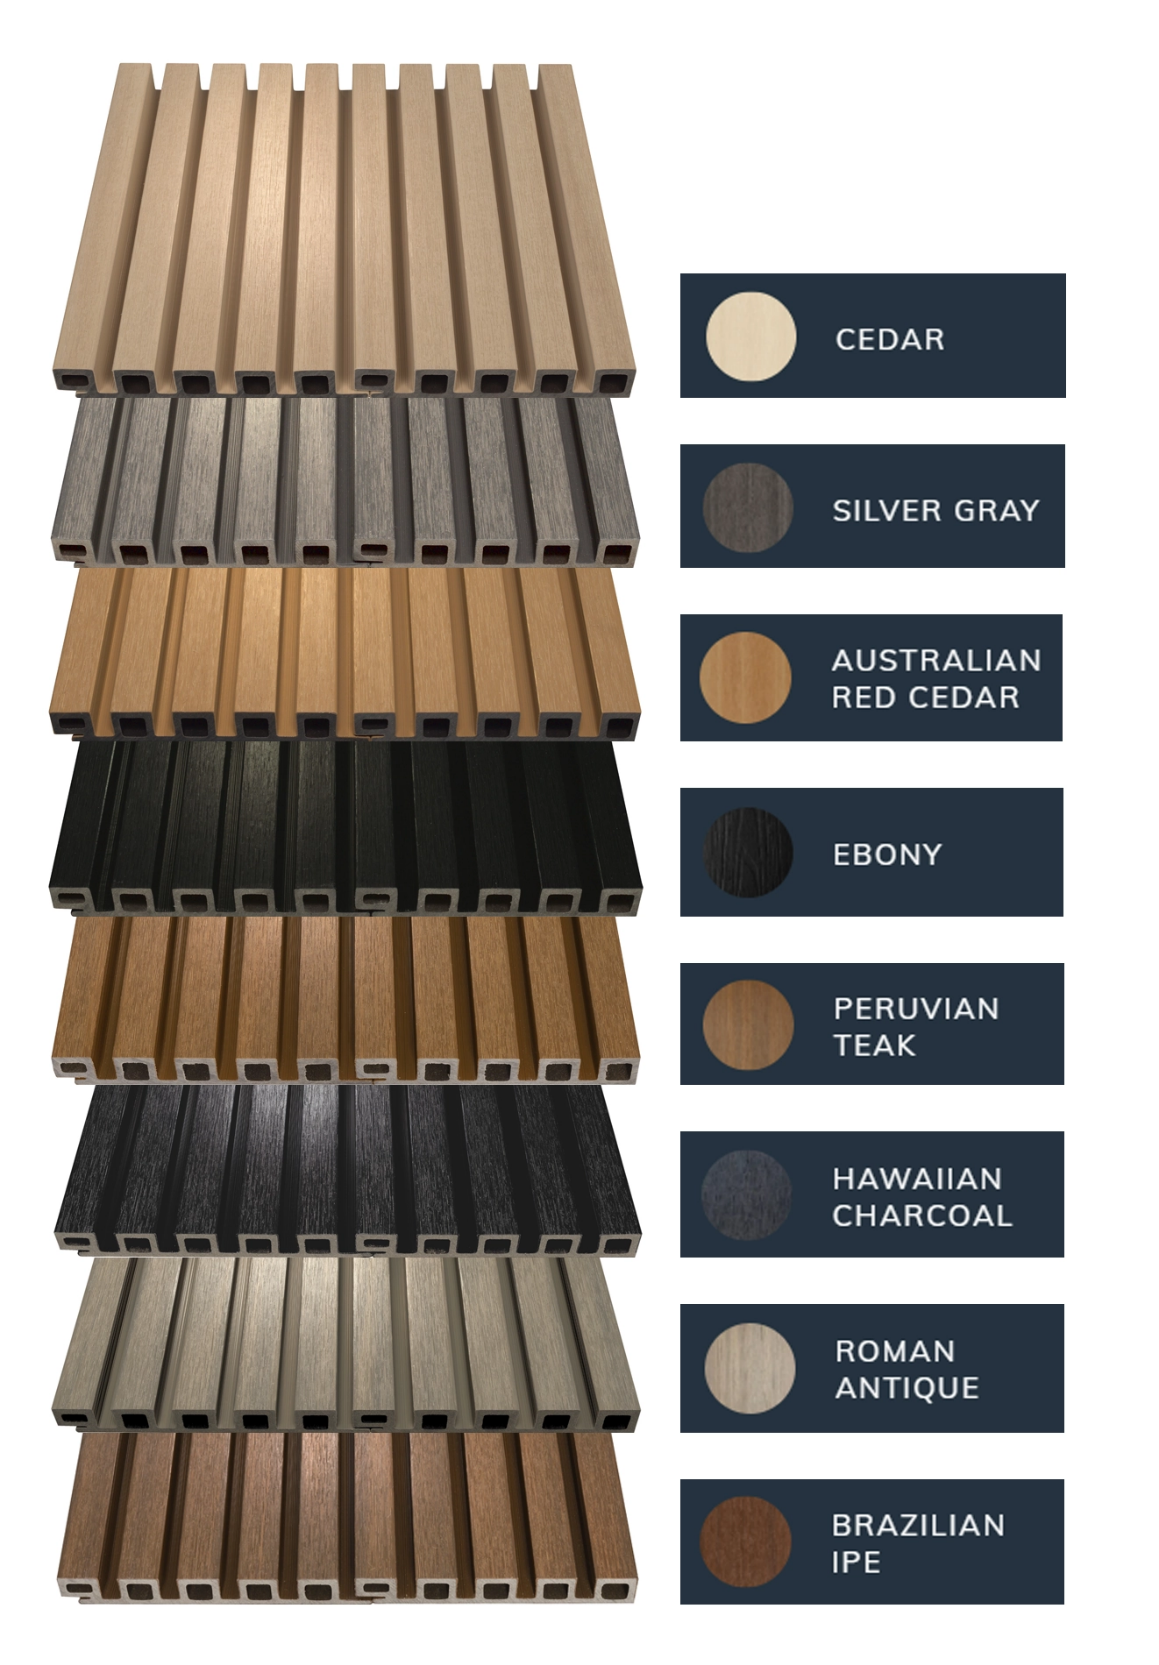 CEDAR
SILVER GRAY
AUSTRALIAN
RED CEDAR
EBONY
PERUVIAN
TEAK
HAWAIIAN
CHARCOAL
ROMAN
ANTIQUE
BRAZILIAN
IPE